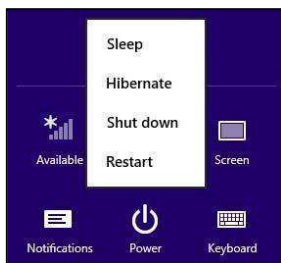 Sleep
Hibernate
Shut down
Restart
Available
Screen
Notifications
Power
Keyboard